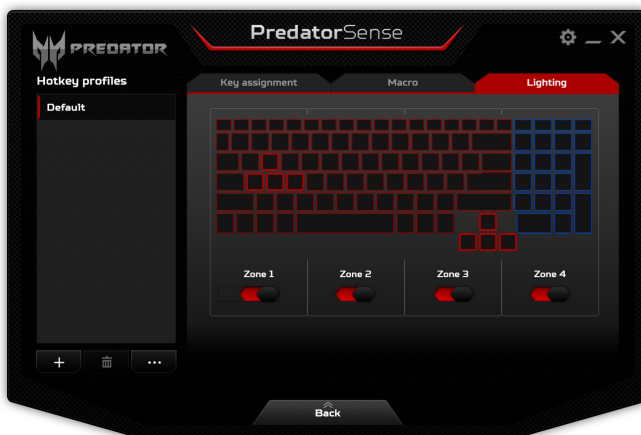 PredatorSense
PREDATOR
Hotkey profiles
Default
Key assignment
Macro
Lighting
Zone 1
Zone 2
Zone 3
Zone 4
Back